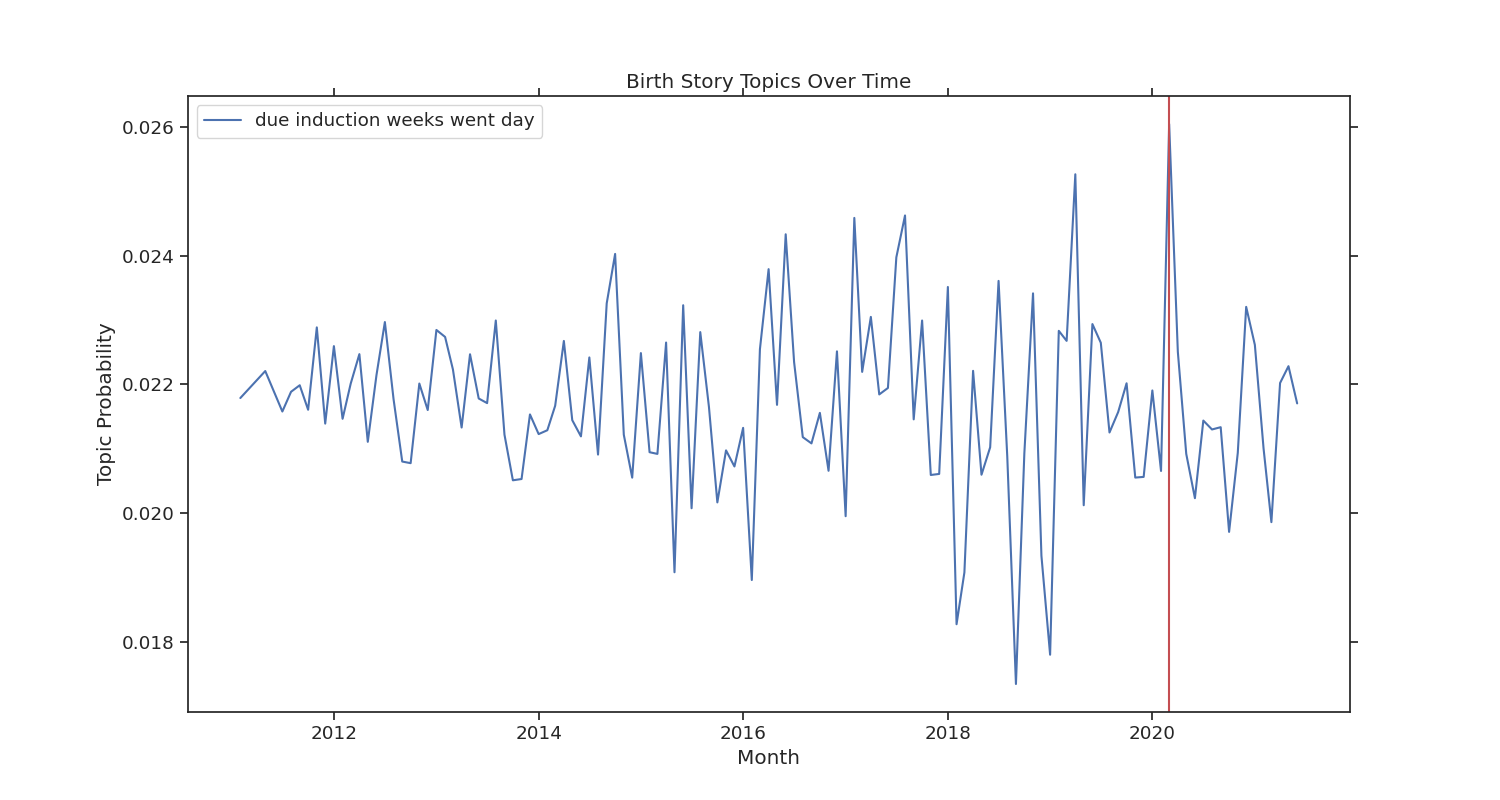 Birth Story Topics Over Time
due induction weeks went day
0.026
0.024
0.022
0.020
0.018
Topic Probability
2012 2014 2016 2018 2020
Month